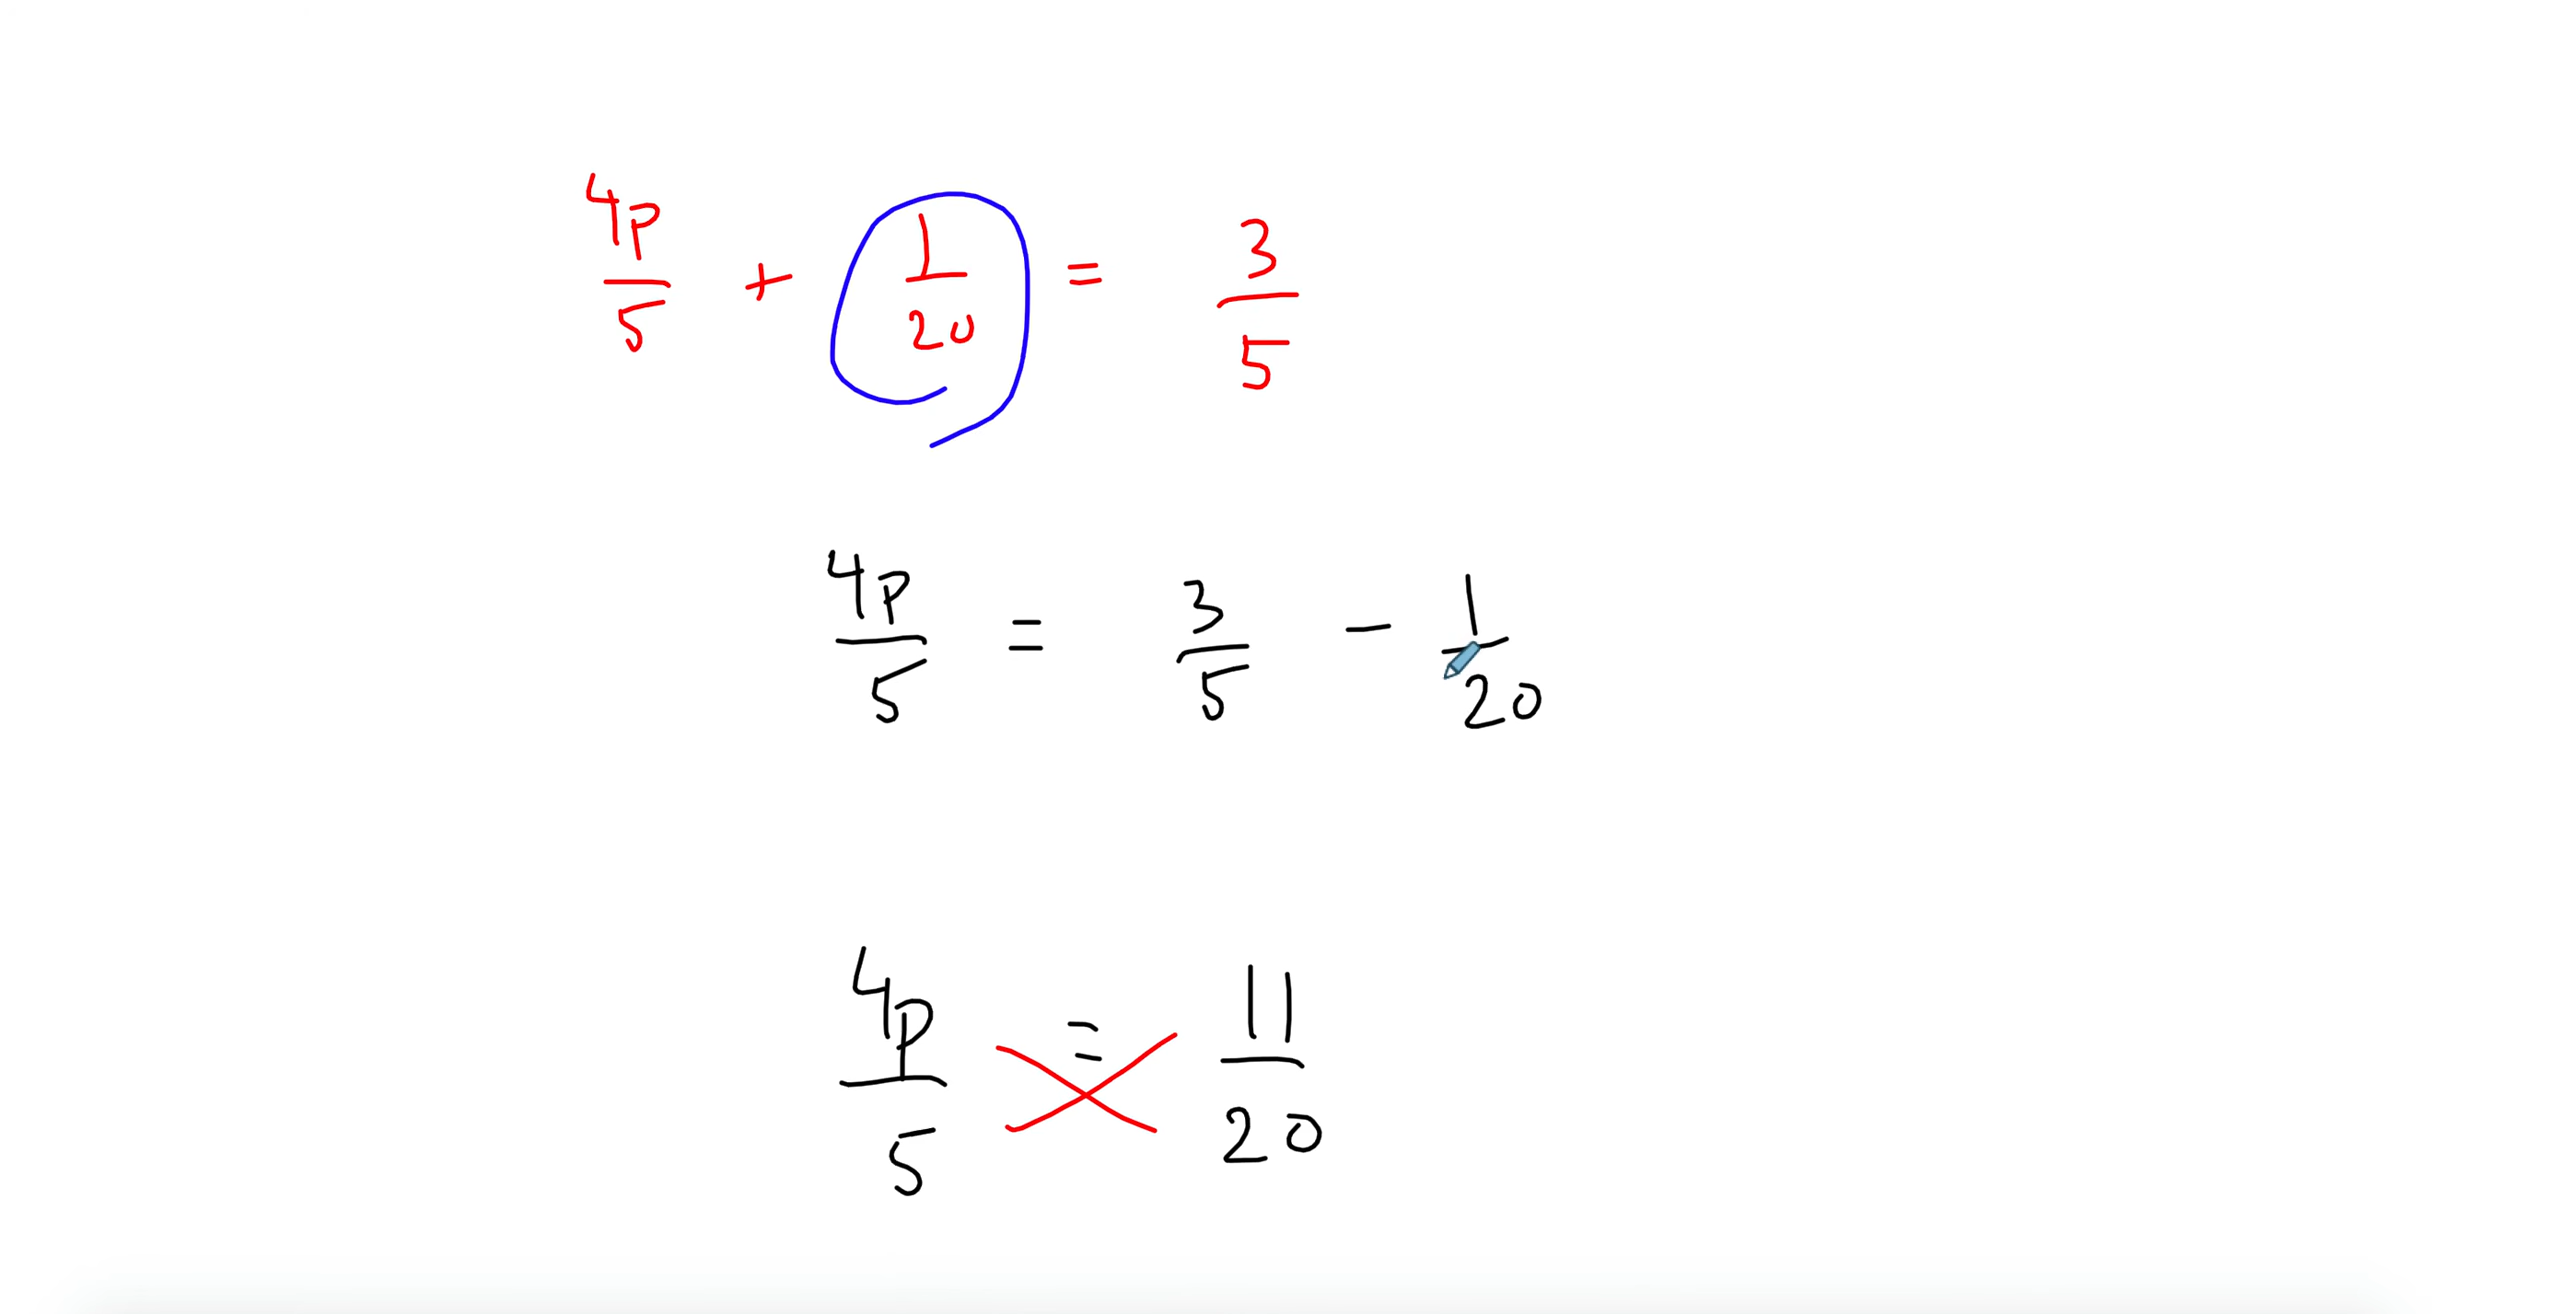 4p/5 + 1/20 = 3/5
4p/5 = 3/5 - 1/20
4p/5 = 11/20